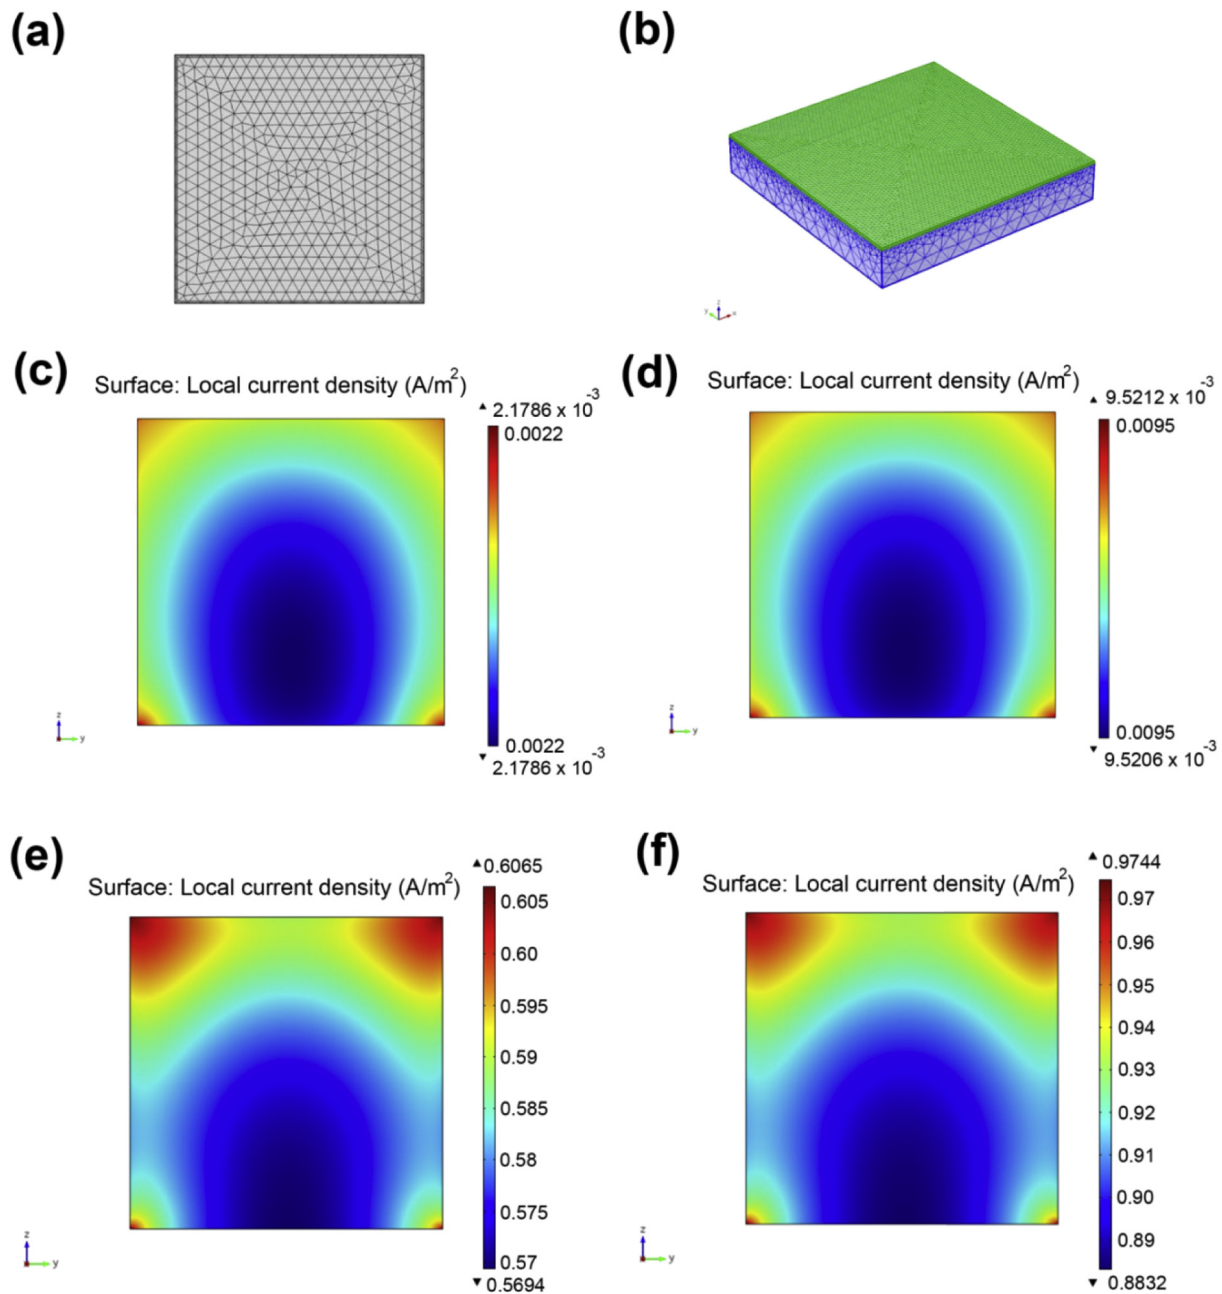 (a)
(b)
z
y
x
(c)
Surface: Local current density (A/m²)
▲ 2.1786 x 10⁻³
0.0022
0.0022
▼ 2.1786 x 10⁻³
z
y
(d)
Surface: Local current density (A/m²)
▲ 9.5212 x 10⁻³
0.0095
0.0095
▼ 9.5206 x 10⁻³
z
y
(e)
Surface: Local current density (A/m²)
▲ 0.6065
0.605
0.60
0.595
0.59
0.585
0.58
0.575
0.57
▼ 0.5694
z
y
(f)
Surface: Local current density (A/m²)
▲ 0.9744
0.97
0.96
0.95
0.94
0.93
0.92
0.91
0.90
0.89
▼ 0.8832
z
y